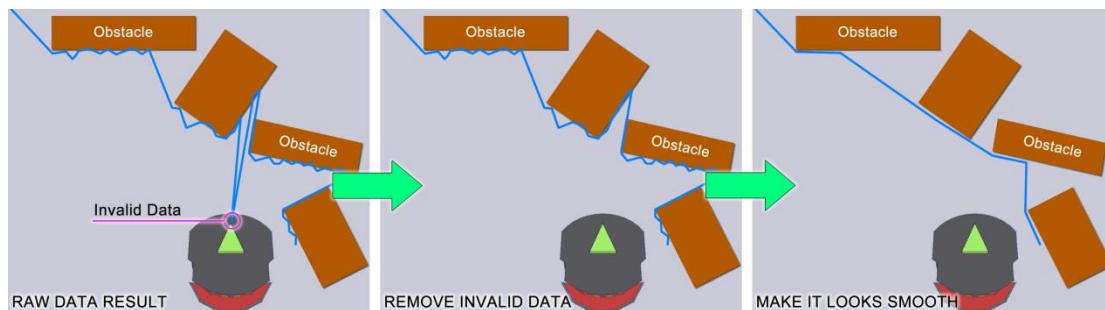 Obstacle
Obstacle
Invalid Data
RAW DATA RESULT
Obstacle
Obstacle
REMOVE INVALID DATA
Obstacle
Obstacle
MAKE IT LOOKS SMOOTH